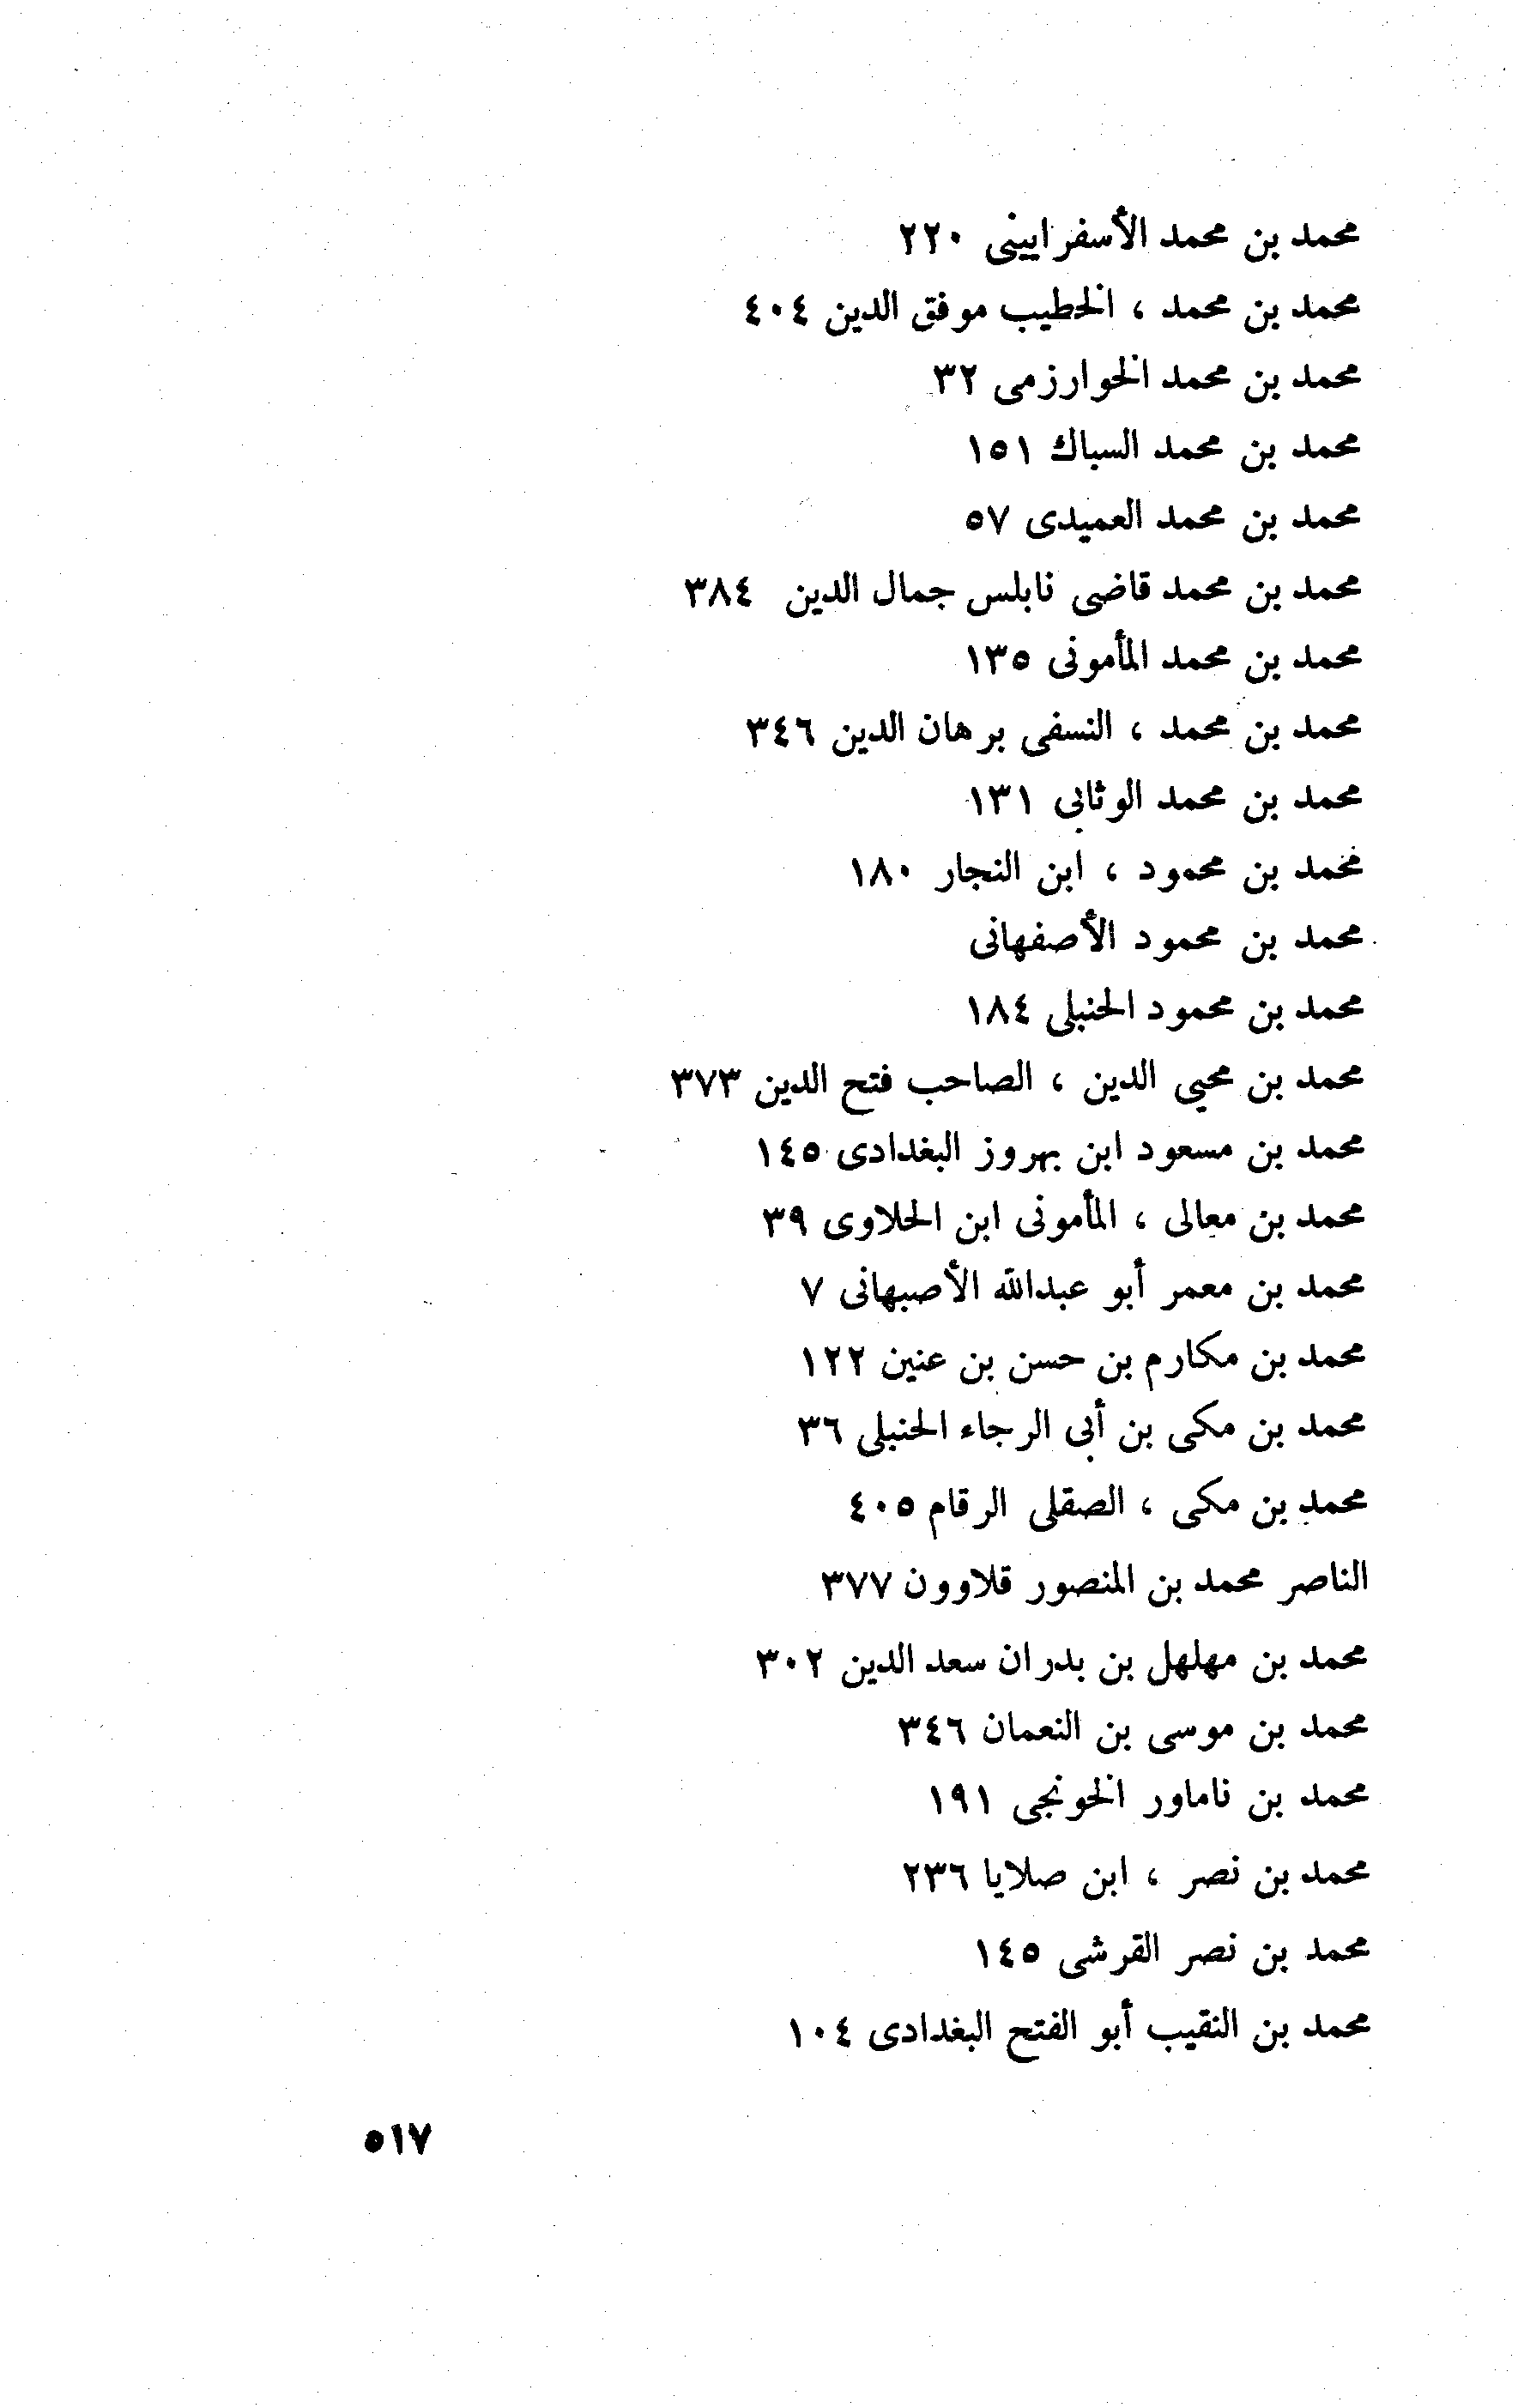 محمد بن محمد الأسفرايينى ٢٢٠
محمد بن محمد ، الخطيب موفق الدين ٤٠٤
محمد بن محمد الخوارزمى ٣٢
محمد بن محمد السباك ١٥١
محمد بن محمد العميدى ٥٧
محمد بن محمد قاضى نابلس جمال الدين ٣٨٤
محمد بن محمد المأمونى ١٣٥
محمد بن محمد ، النسفى برهان الدين ٣٤٦
محمد بن محمد الوثابى ١٣١
محمد بن محمود ، ابن النجار ١٨٠
محمد بن محمود الأصفهانى
محمد بن محمود الحنبلى ١٨٤
محمد بن محيي الدين ، الصاحب فتح الدين ٣٧٣
محمد بن مسعود ابن بهروز البغدادى ١٤٥
محمد بن معالى ، المأمونى ابن الحلاوى ٣٩
محمد بن معمر أبو عبدالله الأصبهانى ٧
محمد بن مكارم بن حسن بن عنين ١٢٢
محمد بن مكى بن أبى الرجاء الحنبلى ٣٦
محمد بن مكى ، الصقلى الرقام ٤٠٥
الناصر محمد بن المنصور قلاوون ٣٧٧
محمد بن مهلهل بن بدران سعد الدين ٣٠٢
محمد بن موسى بن النعمان ٣٤٦
محمد بن ناماور الخونجى ١٩١
محمد بن نصر ، ابن صلايا ٢٣٦
محمد بن نصر القرشى ١٤٥
محمد بن النقيب أبو الفتح البغدادى ١٠٤
٥١٧